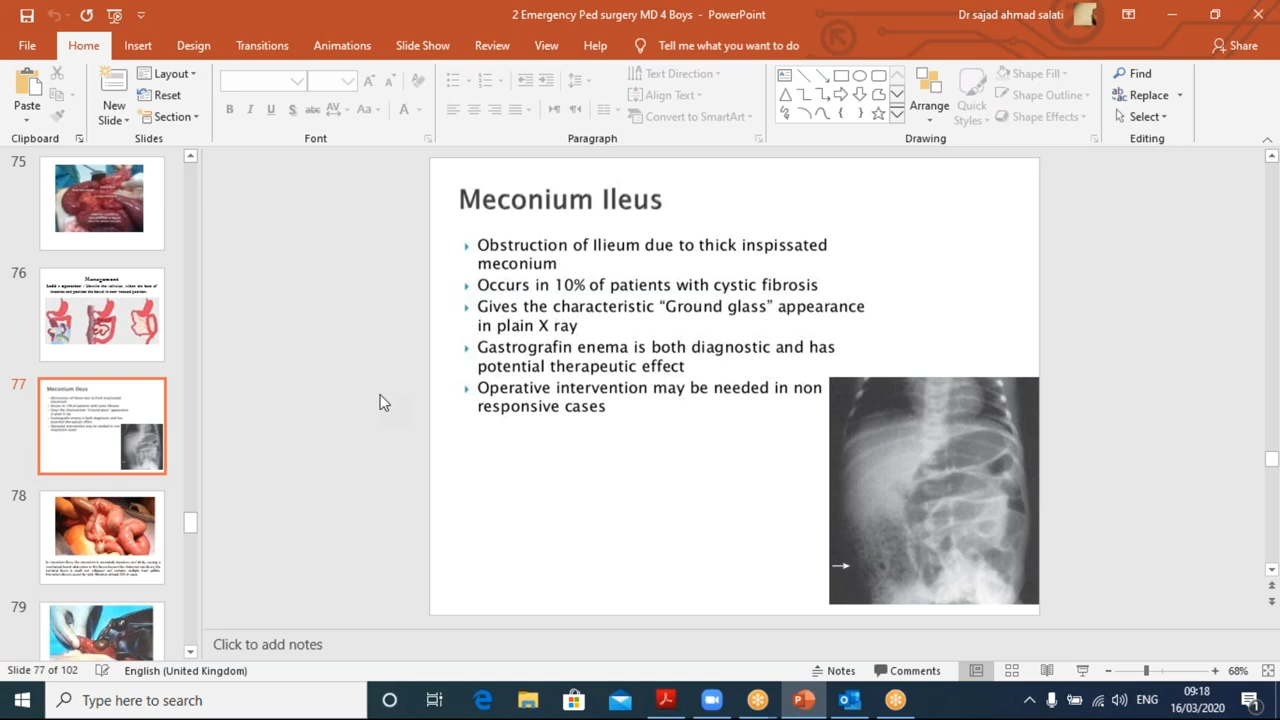 2 Emergency Ped surgery MD 4 Boys - PowerPoint
Dr sajad ahmad salati
File Home Insert Design Transitions Animations Slide Show Review View Help Tell me what you want to do Share
Paste
Clipboard
New Slide
Layout
Reset
Section
Slides
B I U S abc AV Aa A
Font
Text Direction
Align Text
Convert to SmartArt
Paragraph
Arrange
Quick Styles
Shape Fill
Shape Outline
Shape Effects
Drawing
Find
Replace
Select
Editing
75
76
Management
77
Meconium Ileus
78
79
Meconium Ileus
Obstruction of Ilieum due to thick inspissated
meconium
Occurs in 10% of patients with cystic fibrosis
Gives the characteristic “Ground glass” appearance
in plain X ray
Gastrografin enema is both diagnostic and has
potential therapeutic effect
Operative intervention may be needed in non
responsive cases
Click to add notes
Slide 77 of 102 English (United Kingdom) Notes Comments 68%
Type here to search
ENG
09:18
16/03/2020